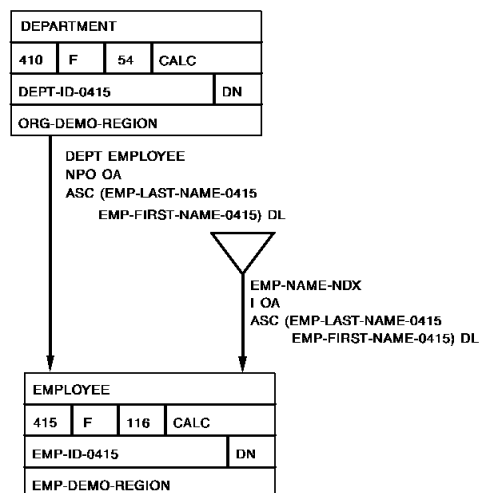 DEPARTMENT
410 F 54 CALC
DEPT-ID-0415 DN
ORG-DEMO-REGION
DEPT EMPLOYEE
NPO OA
ASC (EMP-LAST-NAME-0415
EMP-FIRST-NAME-0415) DL
EMP-NAME-NDX
I OA
ASC (EMP-LAST-NAME-0415
EMP-FIRST-NAME-0415) DL
EMPLOYEE
415 F 116 CALC
EMP-ID-0415 DN
EMP-DEMO-REGION